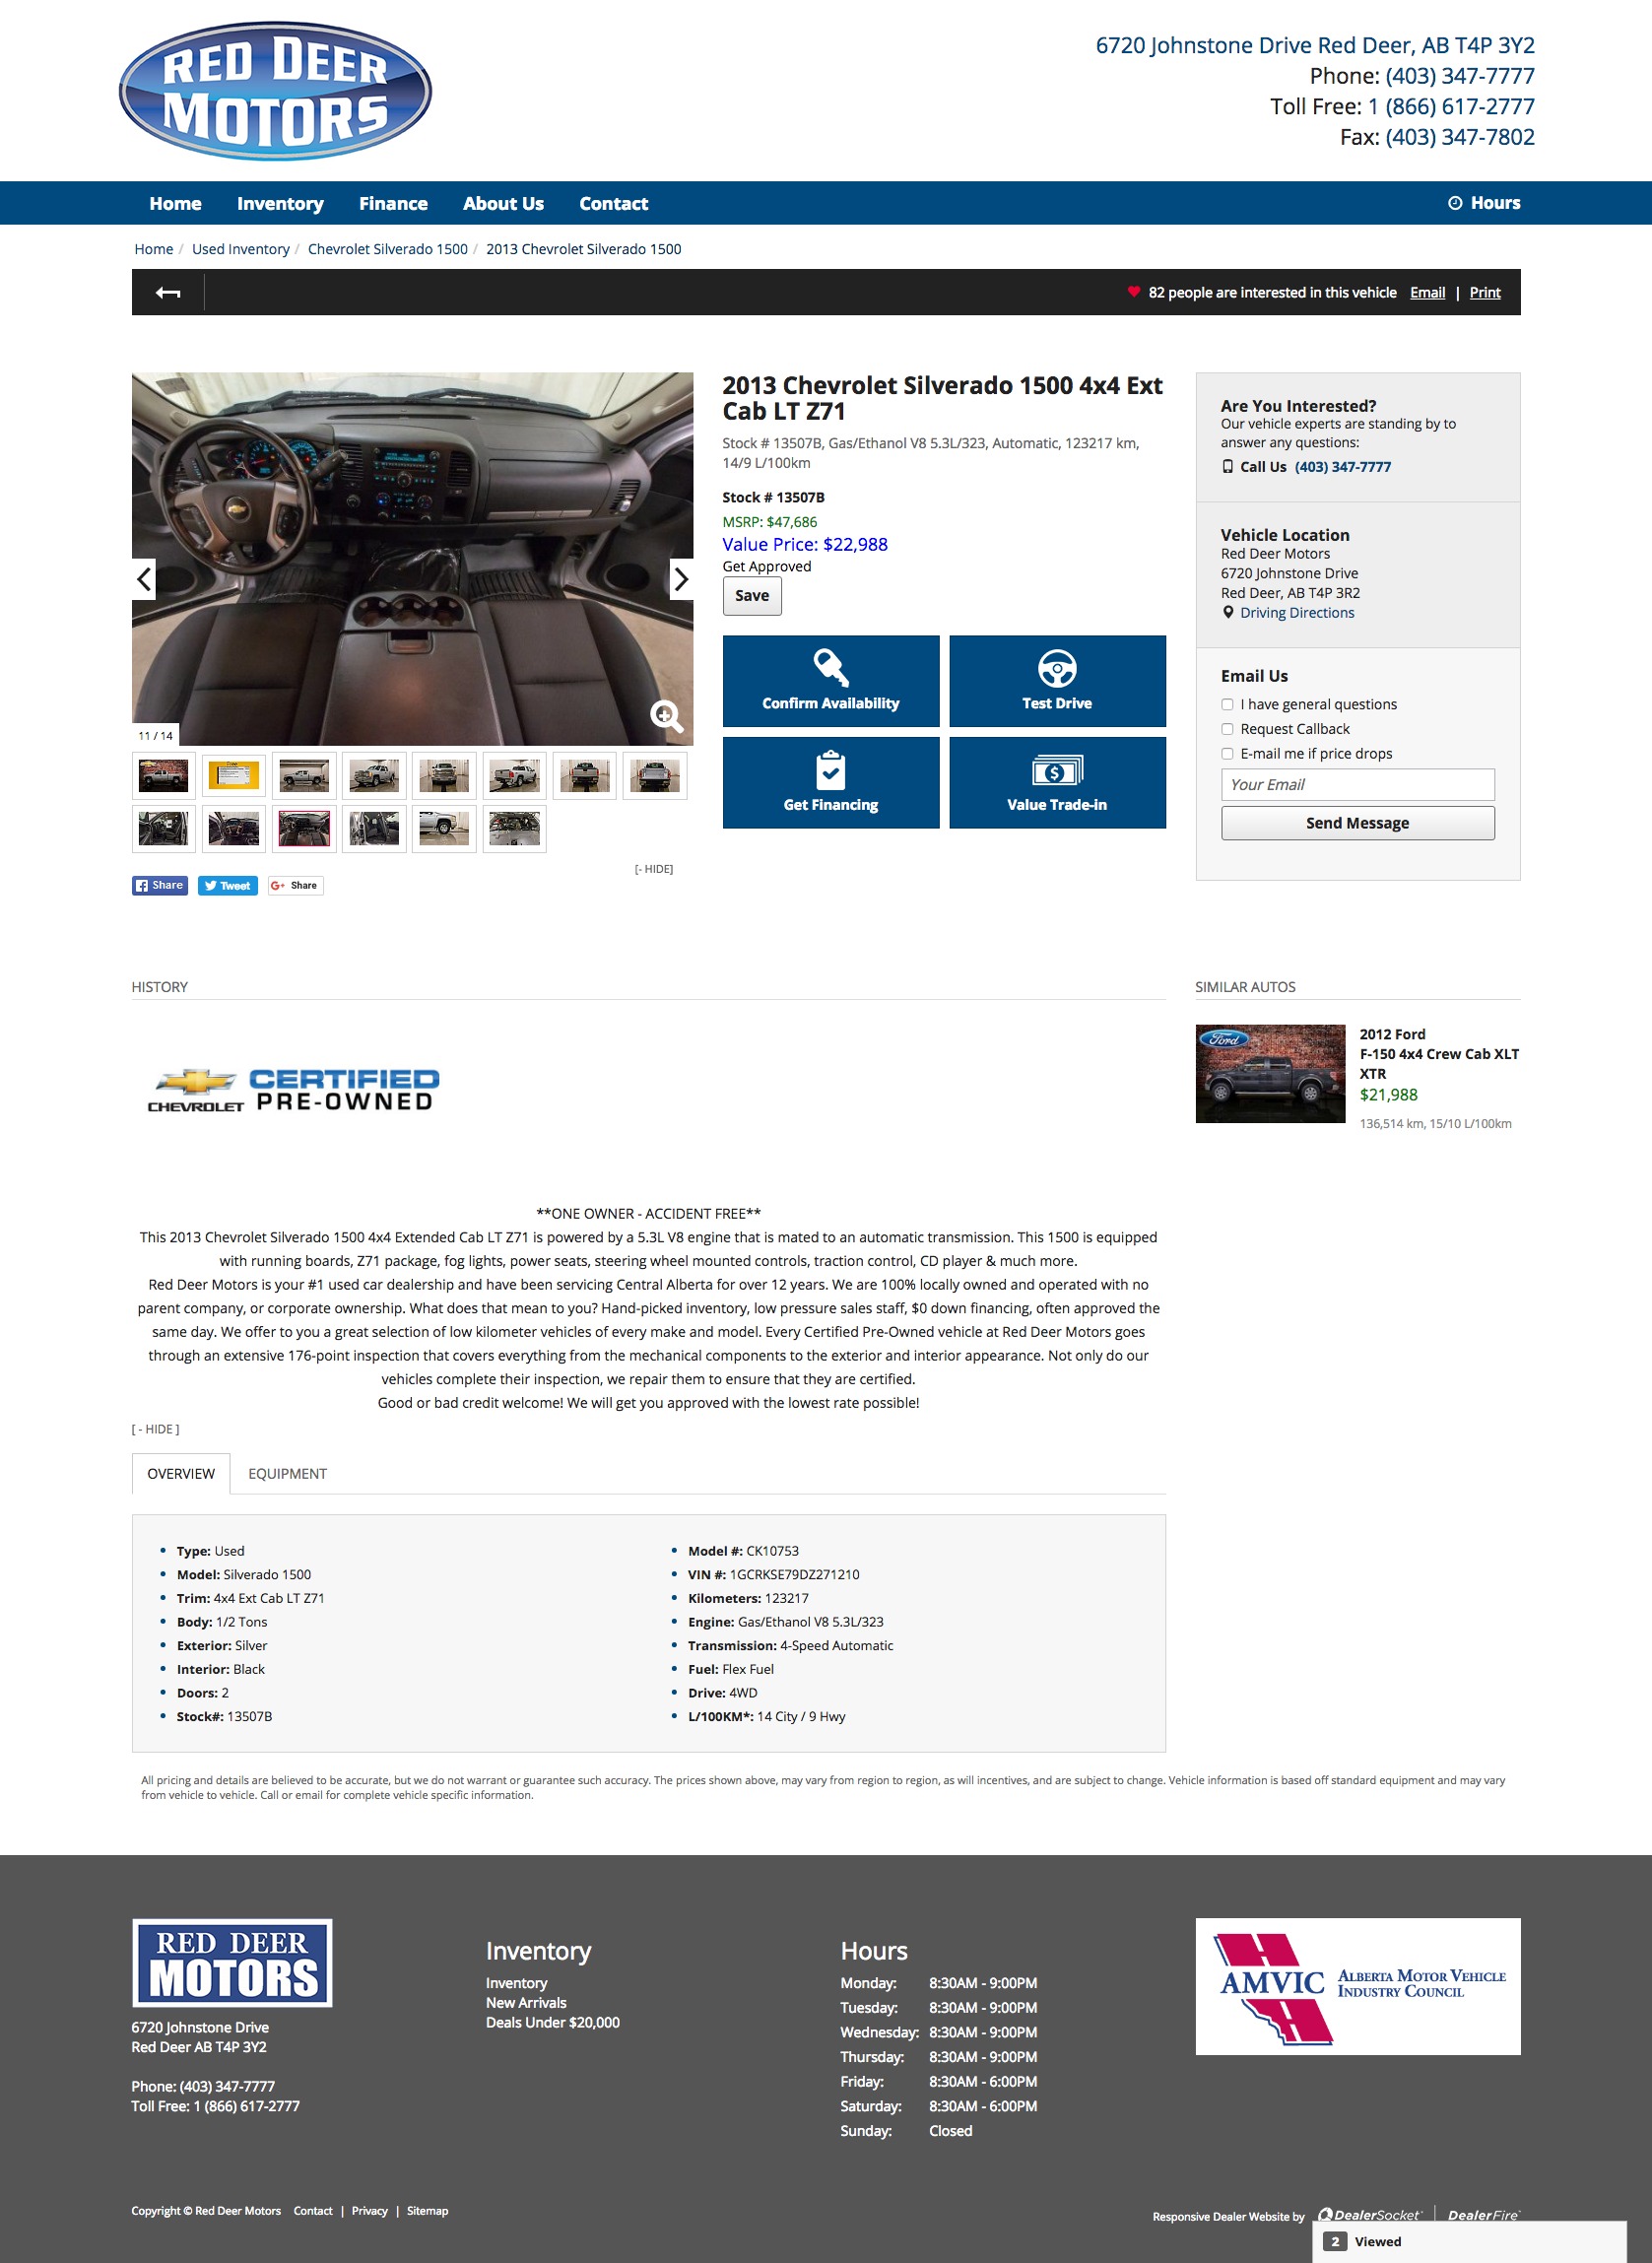 RED DEER
MOTORS
6720 Johnstone Drive Red Deer, AB T4P 3Y2
Phone: (403) 347-7777
Toll Free: 1 (866) 617-2777
Fax: (403) 347-7802
Home Inventory Finance About Us Contact Hours
Home / Used Inventory / Chevrolet Silverado 1500 / 2013 Chevrolet Silverado 1500
82 people are interested in this vehicle Email | Print
2013 Chevrolet Silverado 1500 4x4 Ext
Cab LT Z71
Stock # 13507B, Gas/Ethanol V8 5.3L/323, Automatic, 123217 km,
14/9 L/100km
Stock # 13507B
MSRP: $47,686
Value Price: $22,988
Get Approved
Save
Confirm Availability
Test Drive
Get Financing
Value Trade-in
11 / 14
[- HIDE]
Share
Tweet
G+ Share
Are You Interested?
Our vehicle experts are standing by to
answer any questions:
Call Us (403) 347-7777
Vehicle Location
Red Deer Motors
6720 Johnstone Drive
Red Deer, AB T4P 3R2
Driving Directions
Email Us
I have general questions
Request Callback
E-mail me if price drops
Your Email
Send Message
HISTORY
CHEVROLET
CERTIFIED
PRE-OWNED
SIMILAR AUTOS
Ford
2012 Ford
F-150 4x4 Crew Cab XLT
XTR
$21,988
136,514 km, 15/10 L/100km
**ONE OWNER - ACCIDENT FREE**
This 2013 Chevrolet Silverado 1500 4x4 Extended Cab LT Z71 is powered by a 5.3L V8 engine that is mated to an automatic transmission. This 1500 is equipped
with running boards, Z71 package, fog lights, power seats, steering wheel mounted controls, traction control, CD player & much more.
Red Deer Motors is your #1 used car dealership and have been servicing Central Alberta for over 12 years. We are 100% locally owned and operated with no
parent company, or corporate ownership. What does that mean to you? Hand-picked inventory, low pressure sales staff, $0 down financing, often approved the
same day. We offer to you a great selection of low kilometer vehicles of every make and model. Every Certified Pre-Owned vehicle at Red Deer Motors goes
through an extensive 176-point inspection that covers everything from the mechanical components to the exterior and interior appearance. Not only do our
vehicles complete their inspection, we repair them to ensure that they are certified.
Good or bad credit welcome! We will get you approved with the lowest rate possible!
[ - HIDE ]
OVERVIEW EQUIPMENT
Type: Used
Model: Silverado 1500
Trim: 4x4 Ext Cab LT Z71
Body: 1/2 Tons
Exterior: Silver
Interior: Black
Doors: 2
Stock#: 13507B
Model #: CK10753
VIN #: 1GCRKSE79DZ271210
Kilometers: 123217
Engine: Gas/Ethanol V8 5.3L/323
Transmission: 4-Speed Automatic
Fuel: Flex Fuel
Drive: 4WD
L/100KM*: 14 City / 9 Hwy
All pricing and details are believed to be accurate, but we do not warrant or guarantee such accuracy. The prices shown above, may vary from region to region, as will incentives, and are subject to change. Vehicle information is based off standard equipment and may vary
from vehicle to vehicle. Call or email for complete vehicle specific information.
RED DEER
MOTORS
6720 Johnstone Drive
Red Deer AB T4P 3Y2
Phone: (403) 347-7777
Toll Free: 1 (866) 617-2777
Inventory
Inventory
New Arrivals
Deals Under $20,000
Hours
Monday: 8:30AM - 9:00PM
Tuesday: 8:30AM - 9:00PM
Wednesday: 8:30AM - 9:00PM
Thursday: 8:30AM - 9:00PM
Friday: 8:30AM - 6:00PM
Saturday: 8:30AM - 6:00PM
Sunday: Closed
AMVIC
ALBERTA MOTOR VEHICLE
INDUSTRY COUNCIL
Copyright © Red Deer Motors Contact | Privacy | Sitemap
Responsive Dealer Website by DealerSocket | DealerFire
2 Viewed